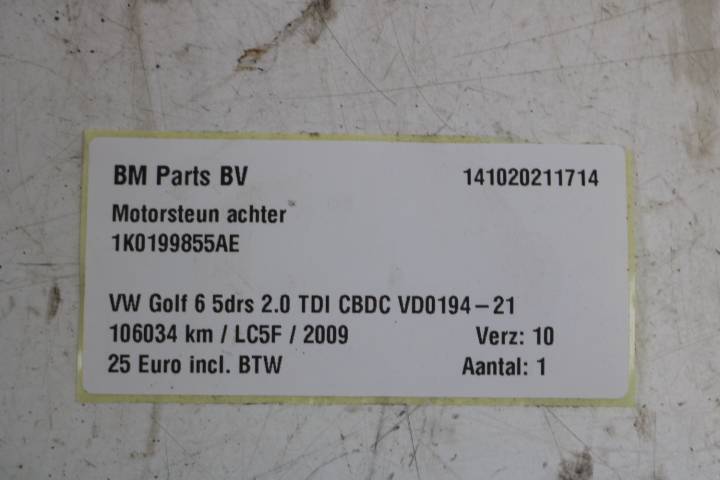 BM Parts BV 141020211714
Motorsteun achter
1K0199855AE
VW Golf 6 5drs 2.0 TDI CBDC VD0194-21
106034 km / LC5F / 2009 Verz: 10
25 Euro incl. BTW Aantal: 1